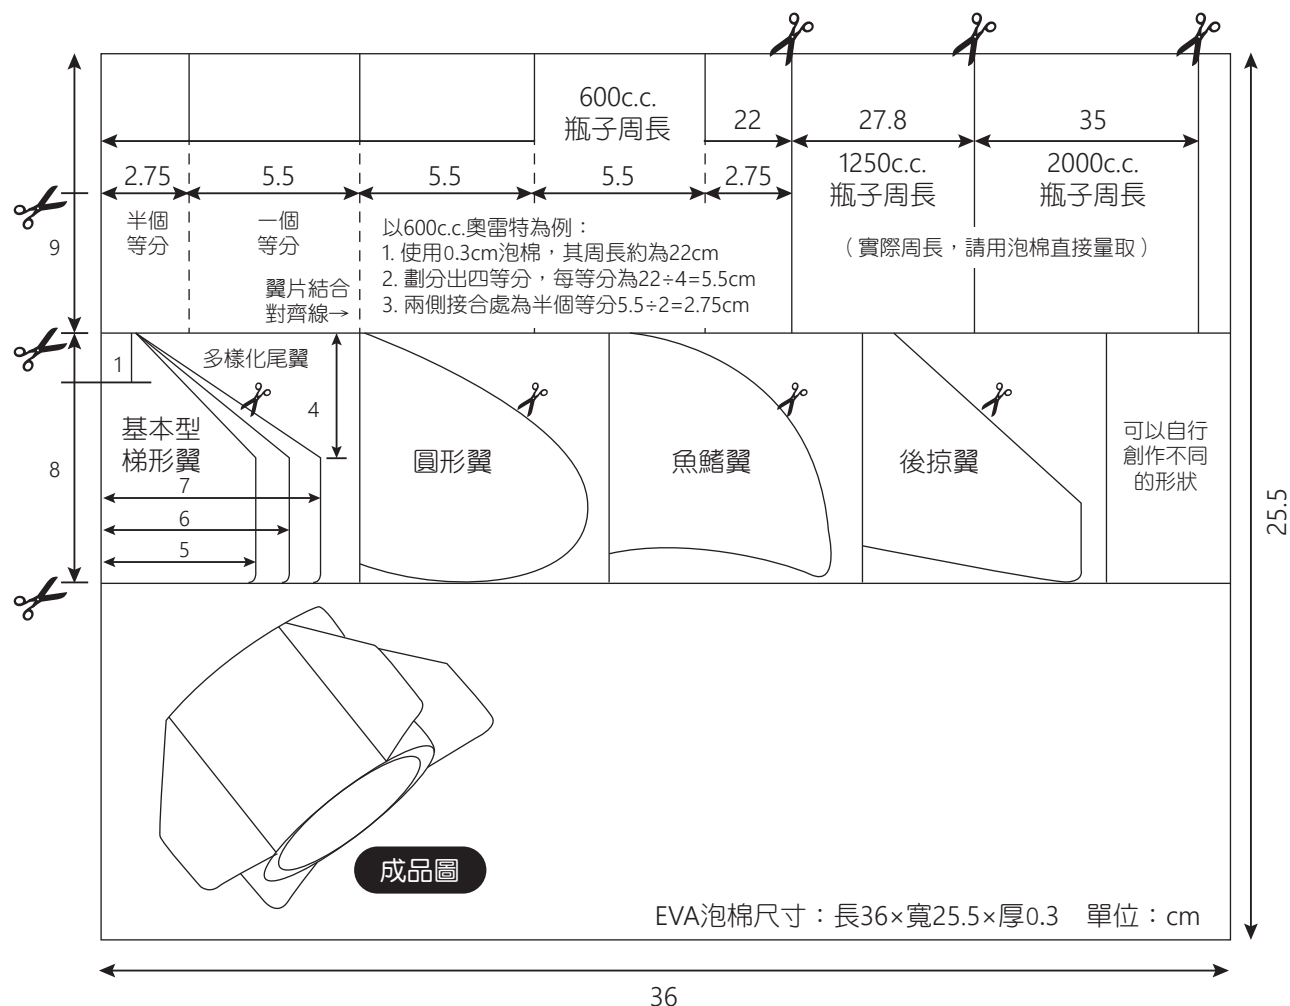 600c.c.
瓶子周長
22
27.8
35
1250c.c.
瓶子周長
2000c.c.
瓶子周長
2.75
5.5
5.5
5.5
2.75
半個
等分
一個
等分
翼片結合
對齊線→
以600c.c.奧雷特為例：
1. 使用0.3cm泡棉，其周長約為22cm
2. 劃分出四等分，每等分為22÷4=5.5cm
3. 兩側接合處為半個等分5.5÷2=2.75cm
（實際周長，請用泡棉直接量取）
9
1
多樣化尾翼
4
基本型
梯形翼
8
7
6
5
圓形翼
魚鰭翼
後掠翼
可以自行
創作不同
的形狀
25.5
成品圖
EVA泡棉尺寸：長36×寬25.5×厚0.3　單位：cm
36